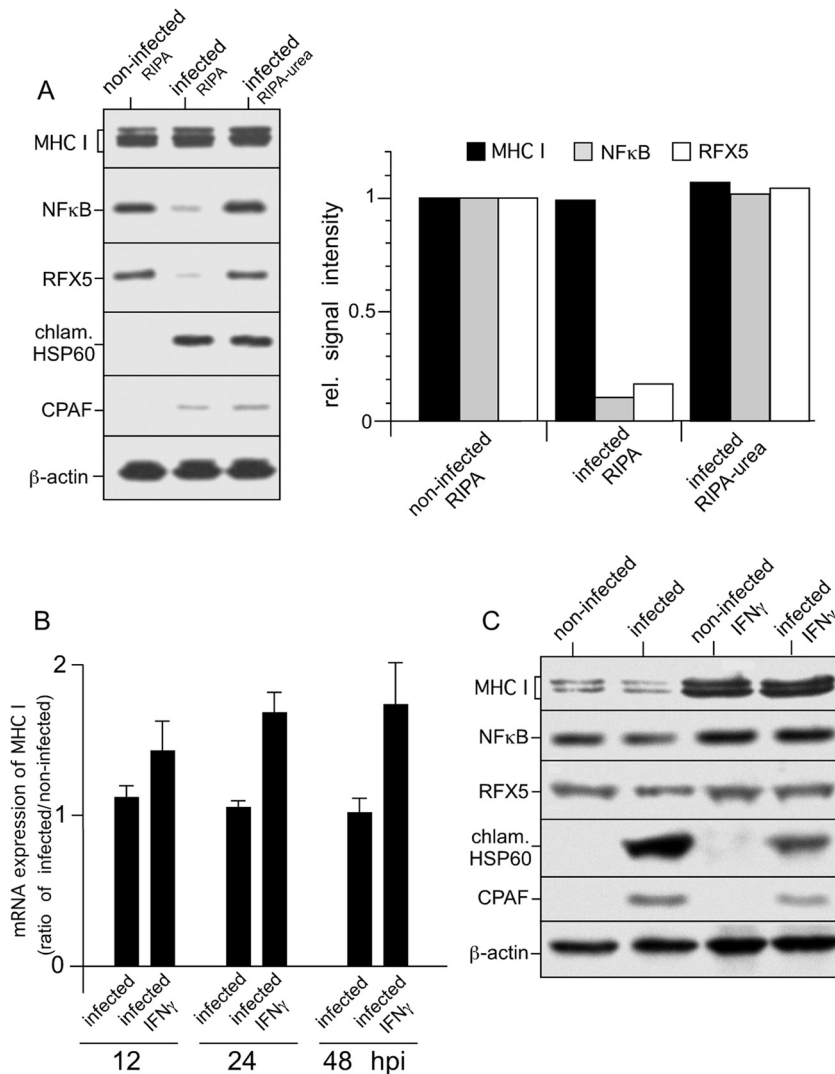 A
non-infected
RIPA
infected
RIPA
infected
RIPA-urea
MHC I
NFκB
RFX5
chlam.
HSP60
CPAF
β-actin
MHC I
NFκB
RFX5
rel. signal intensity
1
0.5
0
non-infected
RIPA
infected
RIPA
infected
RIPA-urea
B
mRNA expression of MHC I
(ratio of infected/non-infected)
2
1
0
infected
infected
IFNγ
infected
infected
IFNγ
infected
infected
IFNγ
12
24
48 hpi
C
non-infected
infected
non-infected
IFNγ
infected
IFNγ
MHC I
NFκB
RFX5
chlam.
HSP60
CPAF
β-actin